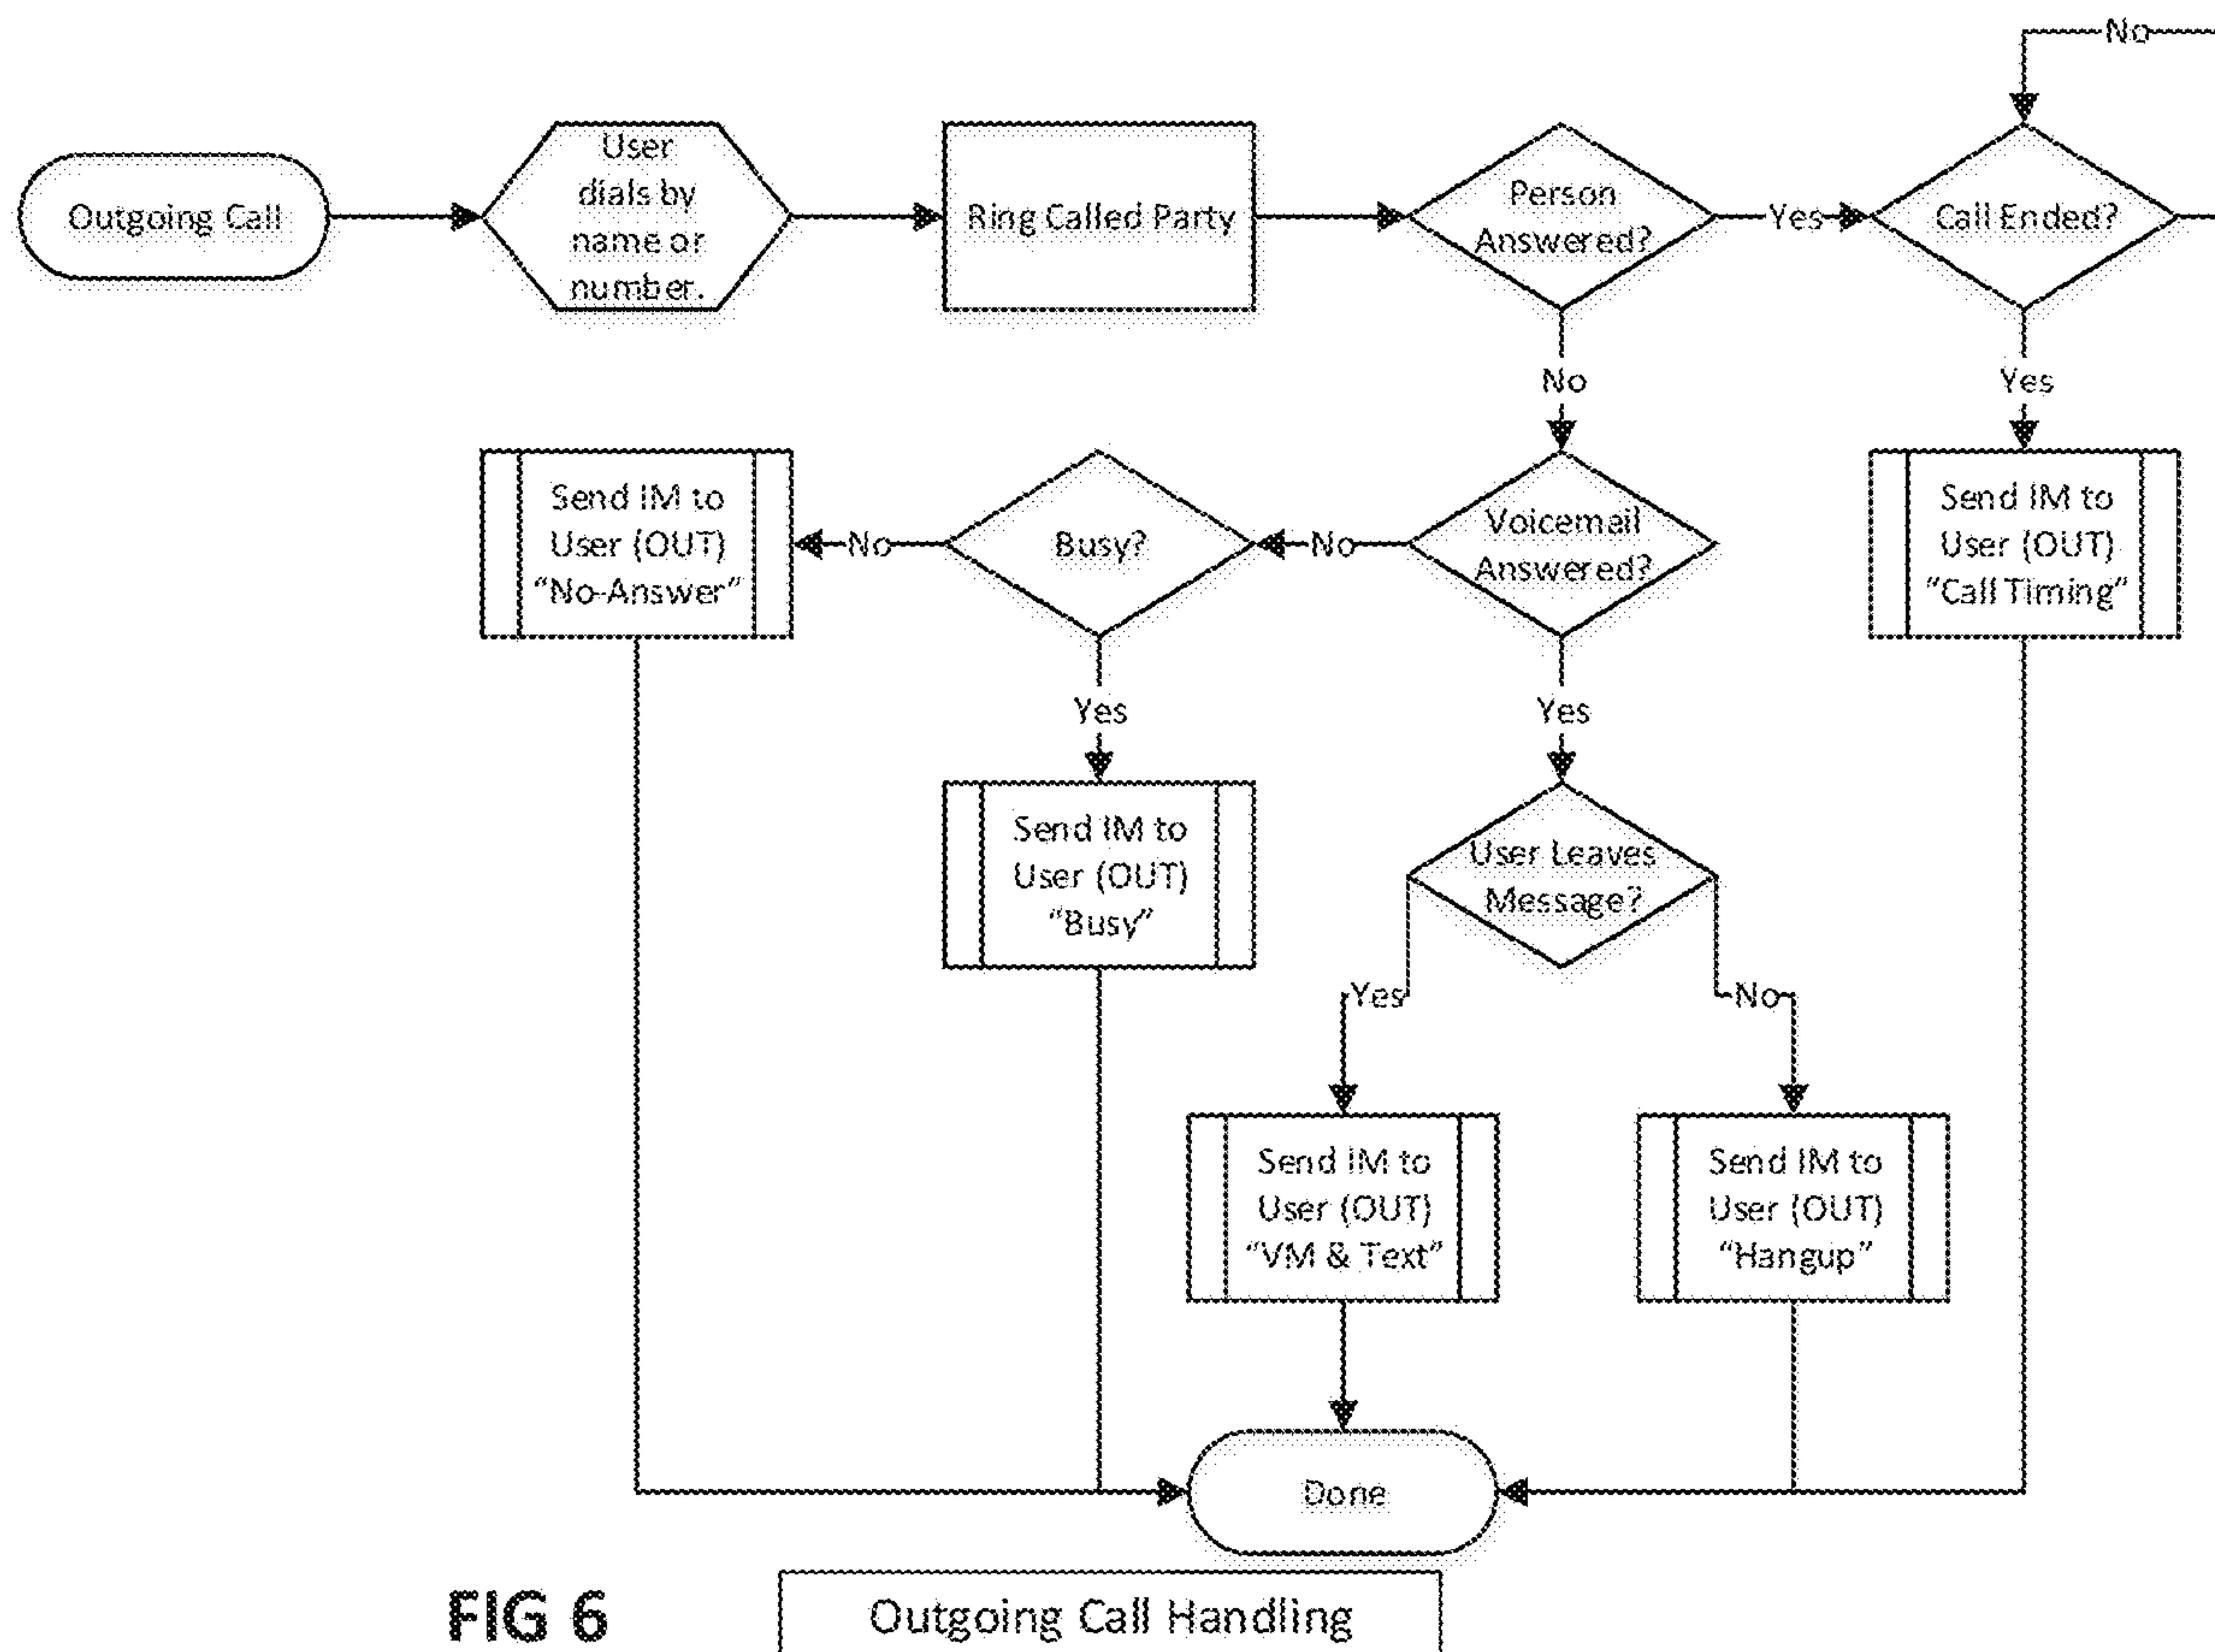 No
Outgoing Call
User
dials by
name or
number.
Ring Called Party
Person
Answered?
Yes
Call Ended?
No
Yes
Send IM to
User (OUT)
“No-Answer”
No
Busy?
No
Voicemail
Answered?
Send IM to
User (OUT)
“Call Timing”
Yes
Yes
Send IM to
User (OUT)
“Busy”
User Leaves
Message?
Yes
No
Send IM to
User (OUT)
“VM & Text”
Send IM to
User (OUT)
“Hangup”
Done
FIG 6
Outgoing Call Handling